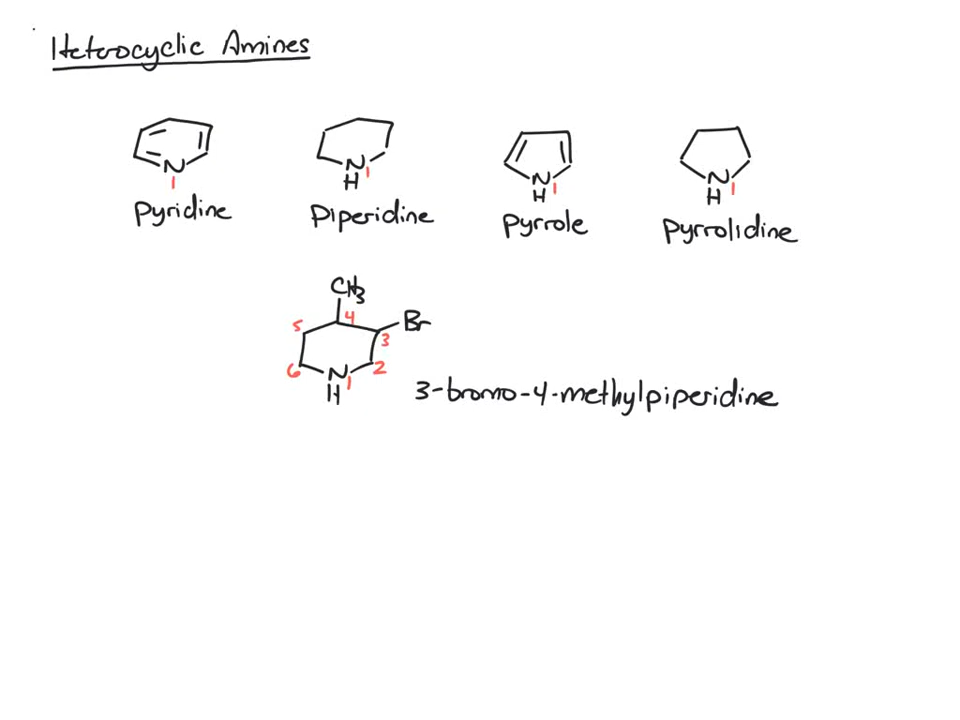 Heterocyclic Amines
N N H N H N H
1 1 1 1
Pyridine Piperidine Pyrrole Pyrrolidine
CH3
5 4 Br
3
6 N 1 2
H 3-bromo-4-methylpiperidine